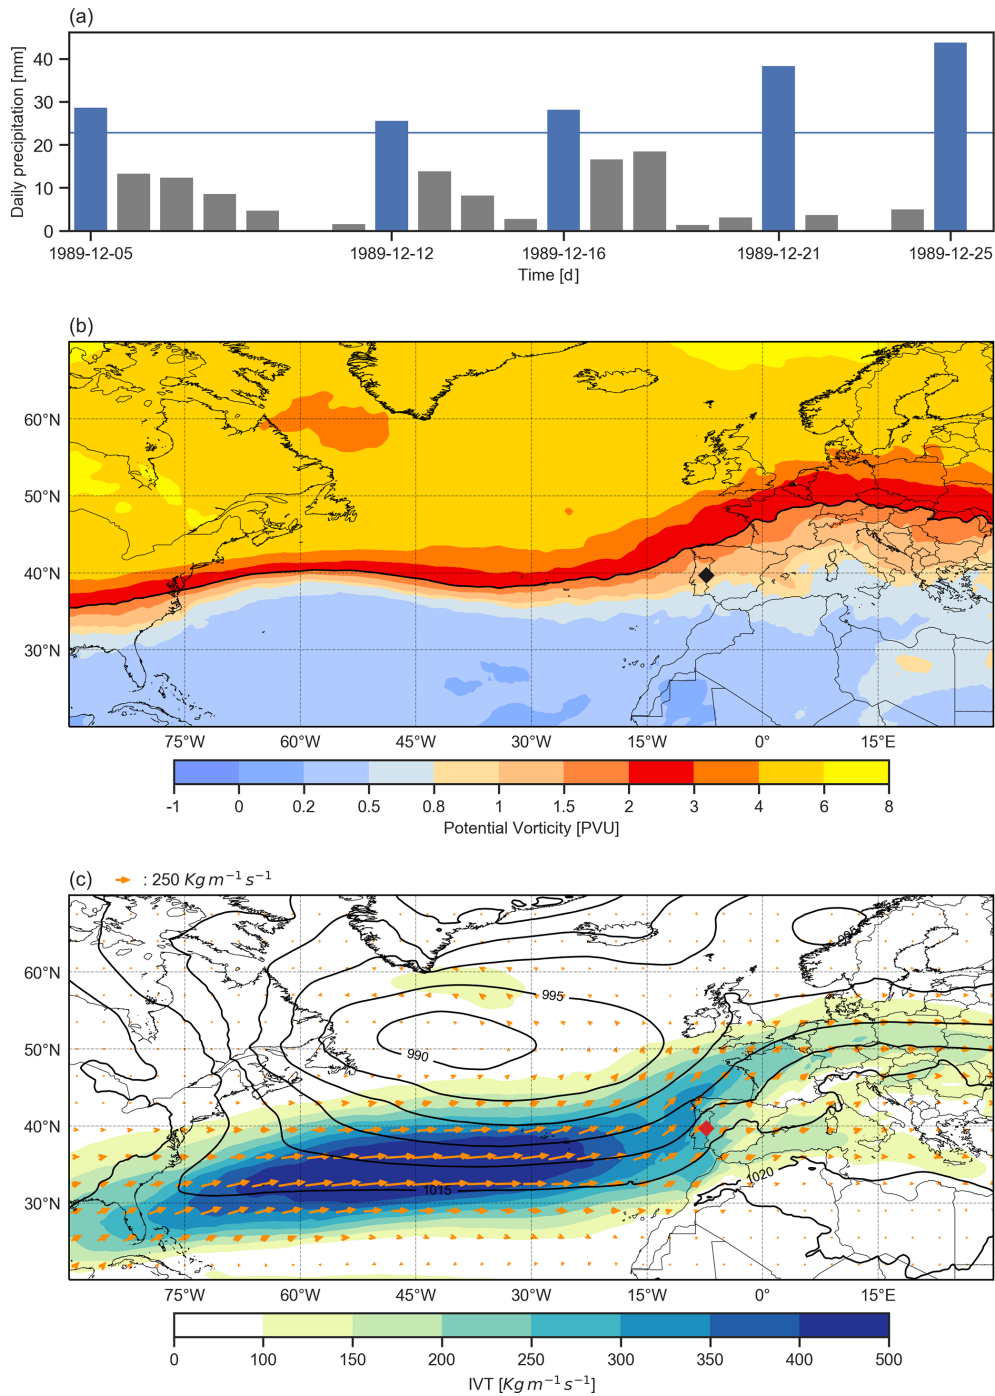 (a)
Daily precipitation [mm]
40
30
20
10
0
1989-12-05 1989-12-12 1989-12-16 1989-12-21 1989-12-25
Time [d]
(b)
60°N
50°N
40°N
30°N
75°W 60°W 45°W 30°W 15°W 0° 15°E
-1 0 0.2 0.5 0.8 1 1.5 2 3 4 6 8
Potential Vorticity [PVU]
(c) : 250 Kg m⁻¹ s⁻¹
995
60°N
995
50°N
990
40°N
1020
1015
30°N
75°W 60°W 45°W 30°W 15°W 0° 15°E
0 100 150 200 250 300 350 400 500
IVT [Kg m⁻¹ s⁻¹]